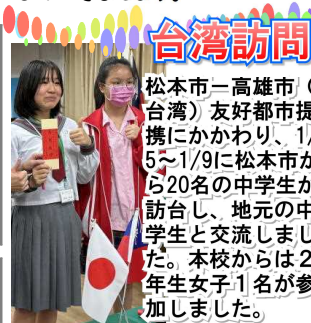 台湾訪問
松本市－高雄市（
台湾）友好都市提
携にかかわり、1/
5～1/9に松本市か
ら20名の中学生が
訪台し、地元の中
学生と交流しまし
た。本校からは２
年生女子１名が参
加しました。